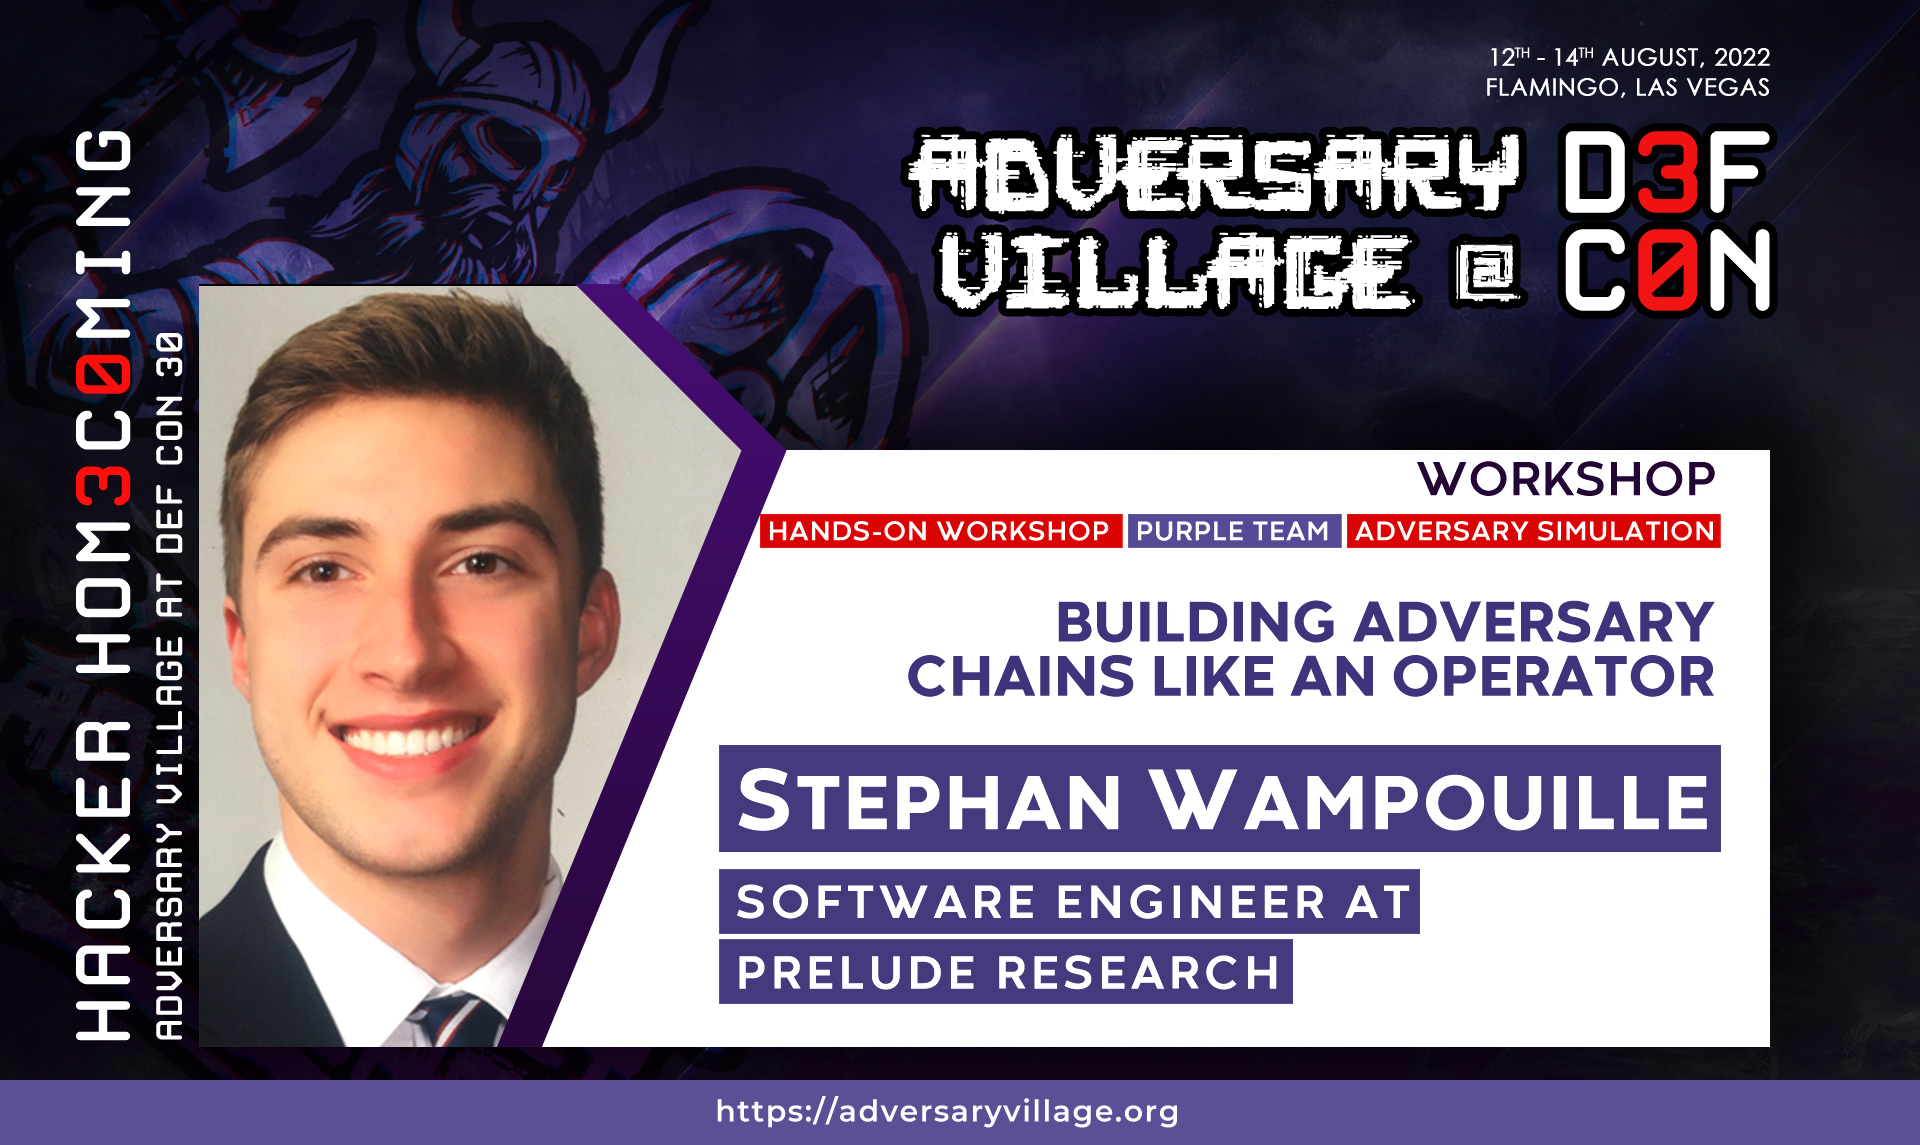 12TH - 14TH AUGUST, 2022
FLAMINGO, LAS VEGAS
ADVERSARY D3F
VILLAGE @ C0N
HACKER HOM3C0MING
ADVERSARY VILLAGE AT DEF CON 30
WORKSHOP
HANDS-ON WORKSHOP PURPLE TEAM ADVERSARY SIMULATION
BUILDING ADVERSARY
CHAINS LIKE AN OPERATOR
STEPHAN WAMPOUILLE
SOFTWARE ENGINEER AT
PRELUDE RESEARCH
https://adversaryvillage.org